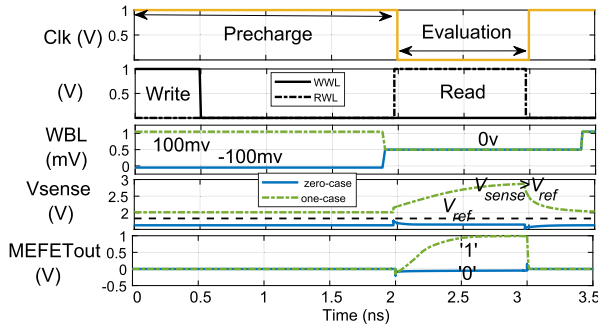 Clk (V)
1
0.5
Precharge
Evaluation
(V)
1
0.5
Write
WWL
RWL
Read
WBL
(mV)
1
0.5
0
100mv
-100mv
0v
Vsense
(V)
3
2.5
2
1.5
zero-case
one-case
Vsense>Vref
Vref
MEFETout
(V)
1
0.5
0
-0.5
'1'
'0'
0 0.5 1 1.5 2 2.5 3 3.5
Time (ns)